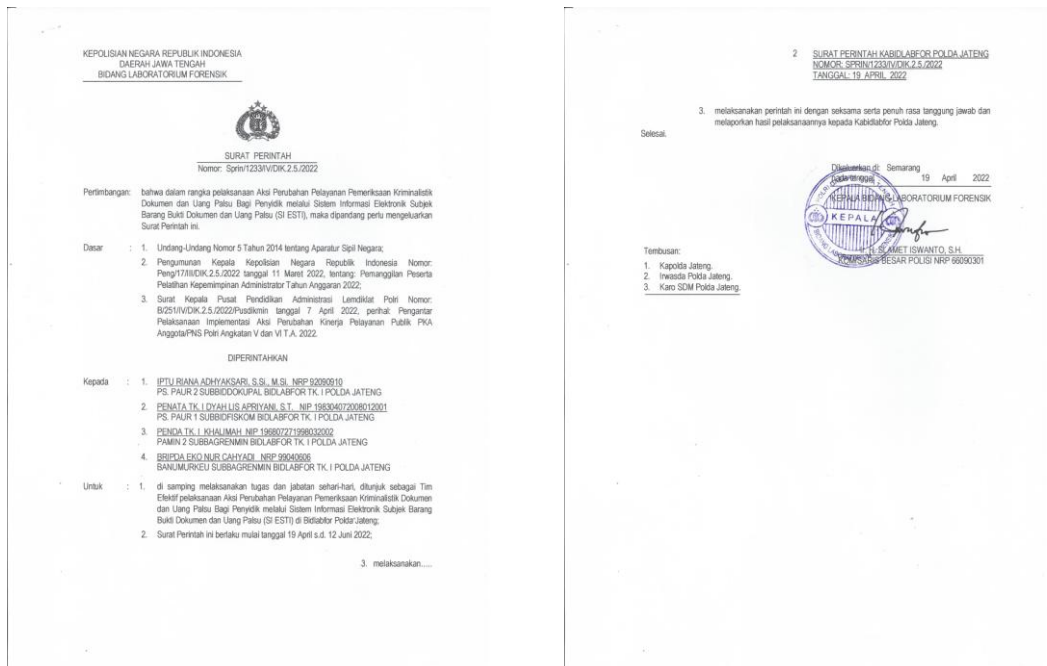 KEPOLISIAN NEGARA REPUBLIK INDONESIA
DAERAH JAWA TENGAH
BIDANG LABORATORIUM FORENSIK
SURAT PERINTAH
Nomor: Sprin/1233/IV/DIK.2.5./2022
Pertimbangan: bahwa dalam rangka pelaksanaan Aksi Perubahan Pelayanan Pemeriksaan Kriminalistik
Dokumen dan Uang Palsu Bagi Penyidik melalui Sistem Informasi Elektronik Subjek
Barang Bukti Dokumen dan Uang Palsu (SI ESTI), maka dipandang perlu mengeluarkan
Surat Perintah ini.
Dasar : 1. Undang-Undang Nomor 5 Tahun 2014 tentang Aparatur Sipil Negara;
2. Pengumuman Kepala Kepolisian Negara Republik Indonesia Nomor:
Peng/17/III/DIK.2.5./2022 tanggal 11 Maret 2022, tentang: Pemanggilan Peserta
Pelatihan Kepemimpinan Administrator Tahun Anggaran 2022;
3. Surat Kepala Pusat Pendidikan Administrasi Lemdiklat Polri Nomor:
B/251/IV/DIK.2.5./2022/Pusdikmin tanggal 7 April 2022, perihal: Pengantar
Pelaksanaan Implementasi Aksi Perubahan Kinerja Pelayanan Publik PKA
Anggota/PNS Polri Angkatan V dan VI T.A. 2022.
DIPERINTAHKAN
Kepada : 1. IPTU RIANA ADHYAKSARI, S.Si., M.Si. NRP 92090910
PS. PAUR 2 SUBBIDDOKUPAL BIDLABFOR TK. I POLDA JATENG
2. PENATA TK. I DYAH LIS APRIYANI, S.T. NIP 198304072008012001
PS. PAUR 1 SUBBIDFISKOM BIDLABFOR TK. I POLDA JATENG
3. PENDA TK. I KHALIMAH NIP 196807271998032002
PAMIN 2 SUBBAGRENMIN BIDLABFOR TK. I POLDA JATENG
4. BRIPDA EKO NUR CAHYADI NRP 99040606
BANUMURKEU SUBBAGRENMIN BIDLABFOR TK. I POLDA JATENG
Untuk : 1. di samping melaksanakan tugas dan jabatan sehari-hari, ditunjuk sebagai Tim
Efektif pelaksanaan Aksi Perubahan Pelayanan Pemeriksaan Kriminalistik Dokumen
dan Uang Palsu Bagi Penyidik melalui Sistem Informasi Elektronik Subjek Barang
Bukti Dokumen dan Uang Palsu (SI ESTI) di Bidlabfor Polda Jateng;
2. Surat Perintah ini berlaku mulai tanggal 19 April s.d. 12 Juni 2022;
3. melaksanakan.....
2 SURAT PERINTAH KABIDLABFOR POLDA JATENG
NOMOR: SPRIN/1233/IV/DIK.2.5./2022
TANGGAL: 19 APRIL 2022
3. melaksanakan perintah ini dengan seksama serta penuh rasa tanggung jawab dan
melaporkan hasil pelaksanaannya kepada Kabidlabfor Polda Jateng.
Selesai.
Dikeluarkan di: Semarang
pada tanggal 19 April 2022
KEPALA BIDANG LABORATORIUM FORENSIK
KEPALA
SLAMET ISWANTO, S.H.
KOMISARIS BESAR POLISI NRP 66090301
Tembusan:
1. Kapolda Jateng.
2. Irwasda Polda Jateng.
3. Karo SDM Polda Jateng.